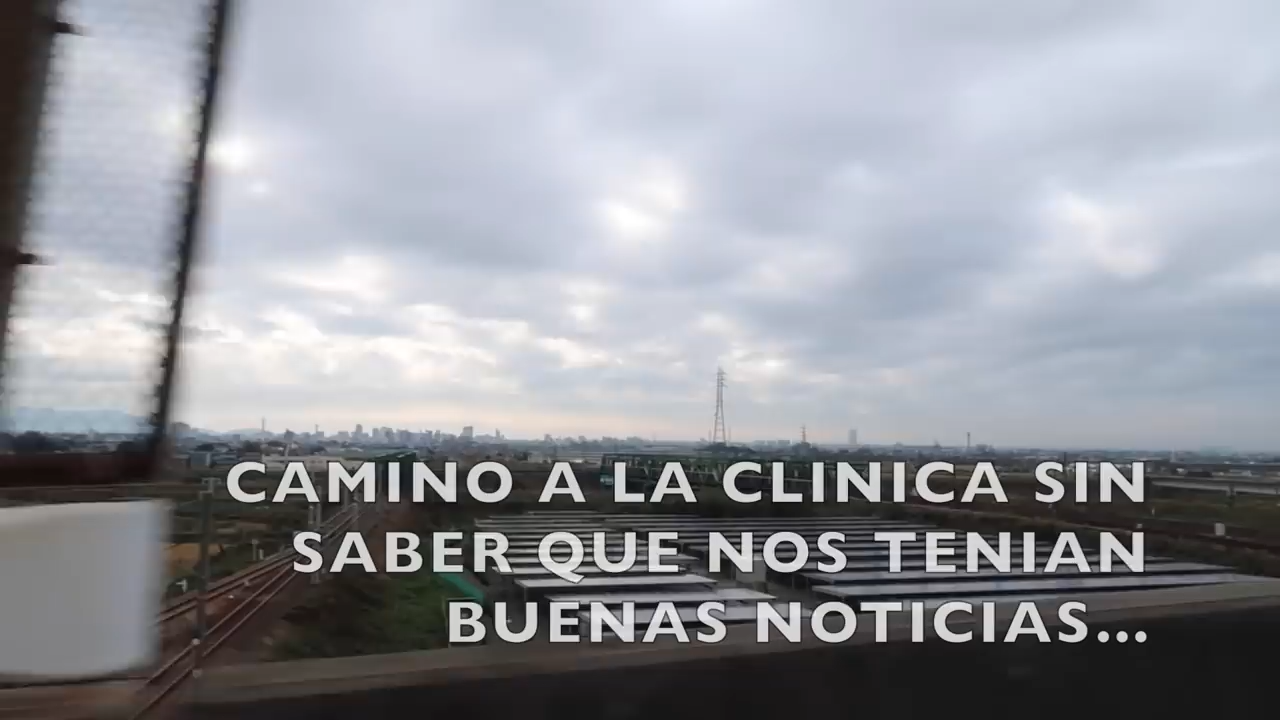 CAMINO A LA CLINICA SIN
SABER QUE NOS TENIAN
BUENAS NOTICIAS...